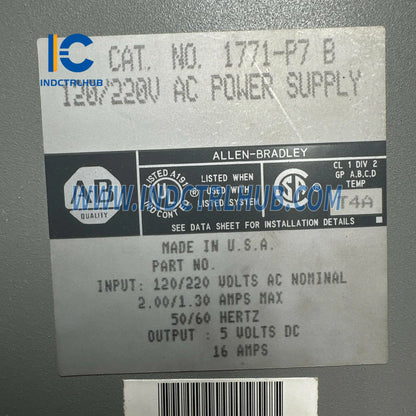 IC
INDCTRLHUB
CAT. NO. 1771-P7 B
120/220V AC POWER SUPPLY
ALLEN-BRADLEY
AB
QUALITY
LISTED
UL
IND CONT
LISTED WHEN
USED WITH
LISTED SYSTEM
CL 1 DIV 2
GP A.B.C.D
TEMP
T4A
WWW.INDCTRLHUB.COM
SEE DATA SHEET FOR INSTALLATION DETAILS
MADE IN U.S.A.
PART NO.
INPUT: 120/220 VOLTS AC NOMINAL
2.00/1.30 AMPS MAX
50/60 HERTZ
OUTPUT : 5 VOLTS DC
16 AMPS